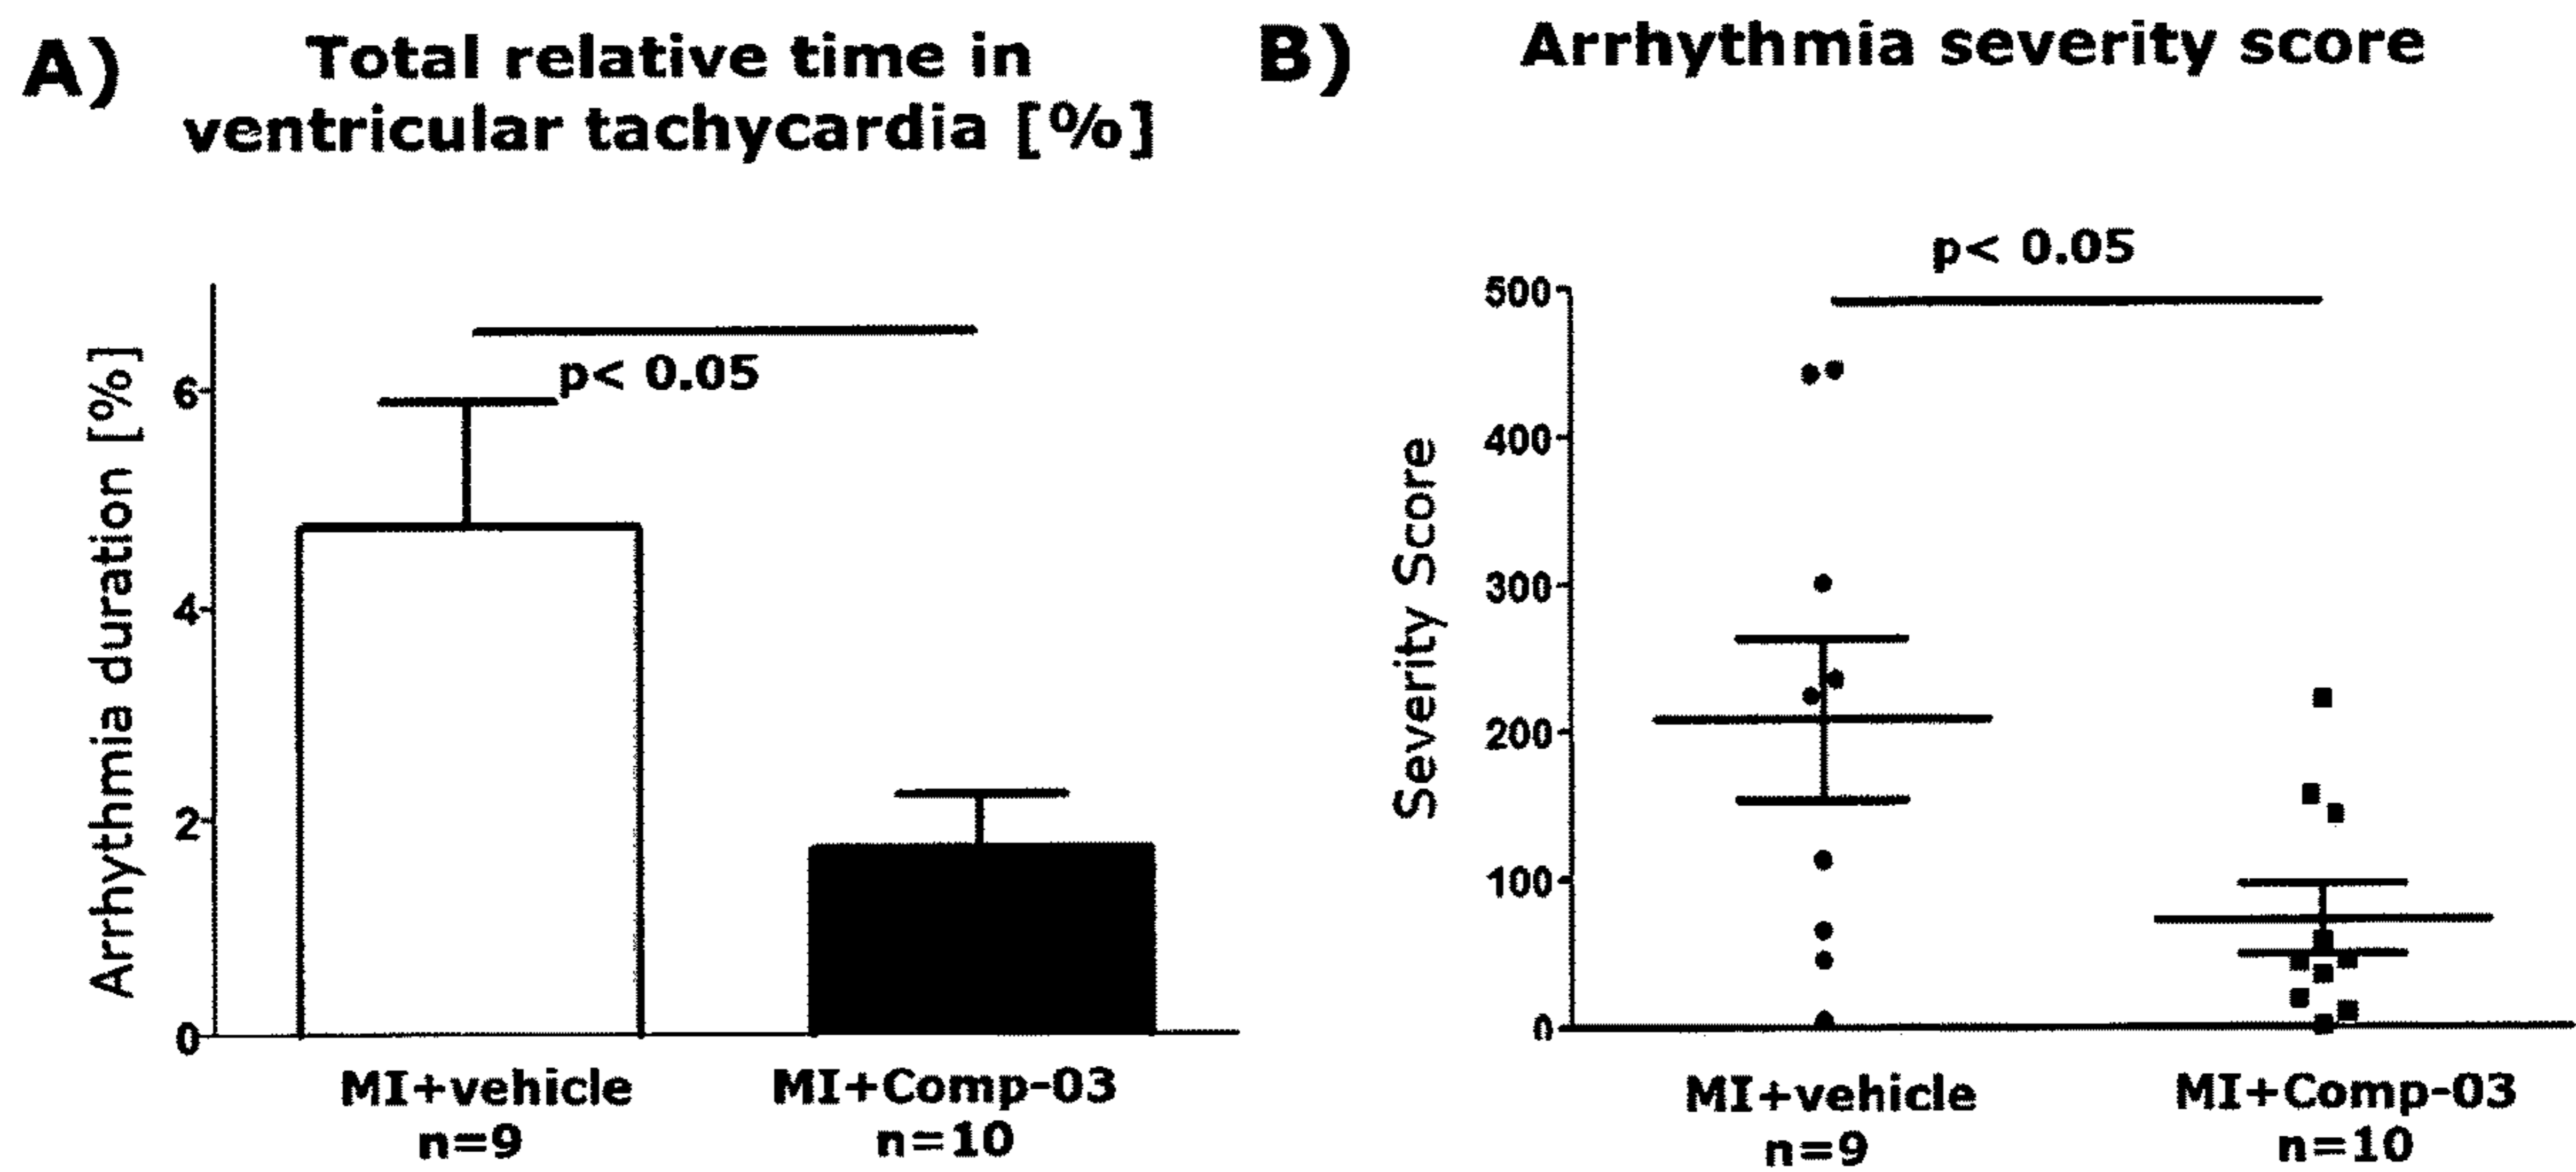 A)
Total relative time in
ventricular tachycardia [%]
Arrhythmia duration [%]
6
4
2
0
p< 0.05
MI+vehicle
n=9
MI+Comp-03
n=10
B)
Arrhythmia severity score
Severity Score
500
400
300
200
100
0
p< 0.05
MI+vehicle
n=9
MI+Comp-03
n=10